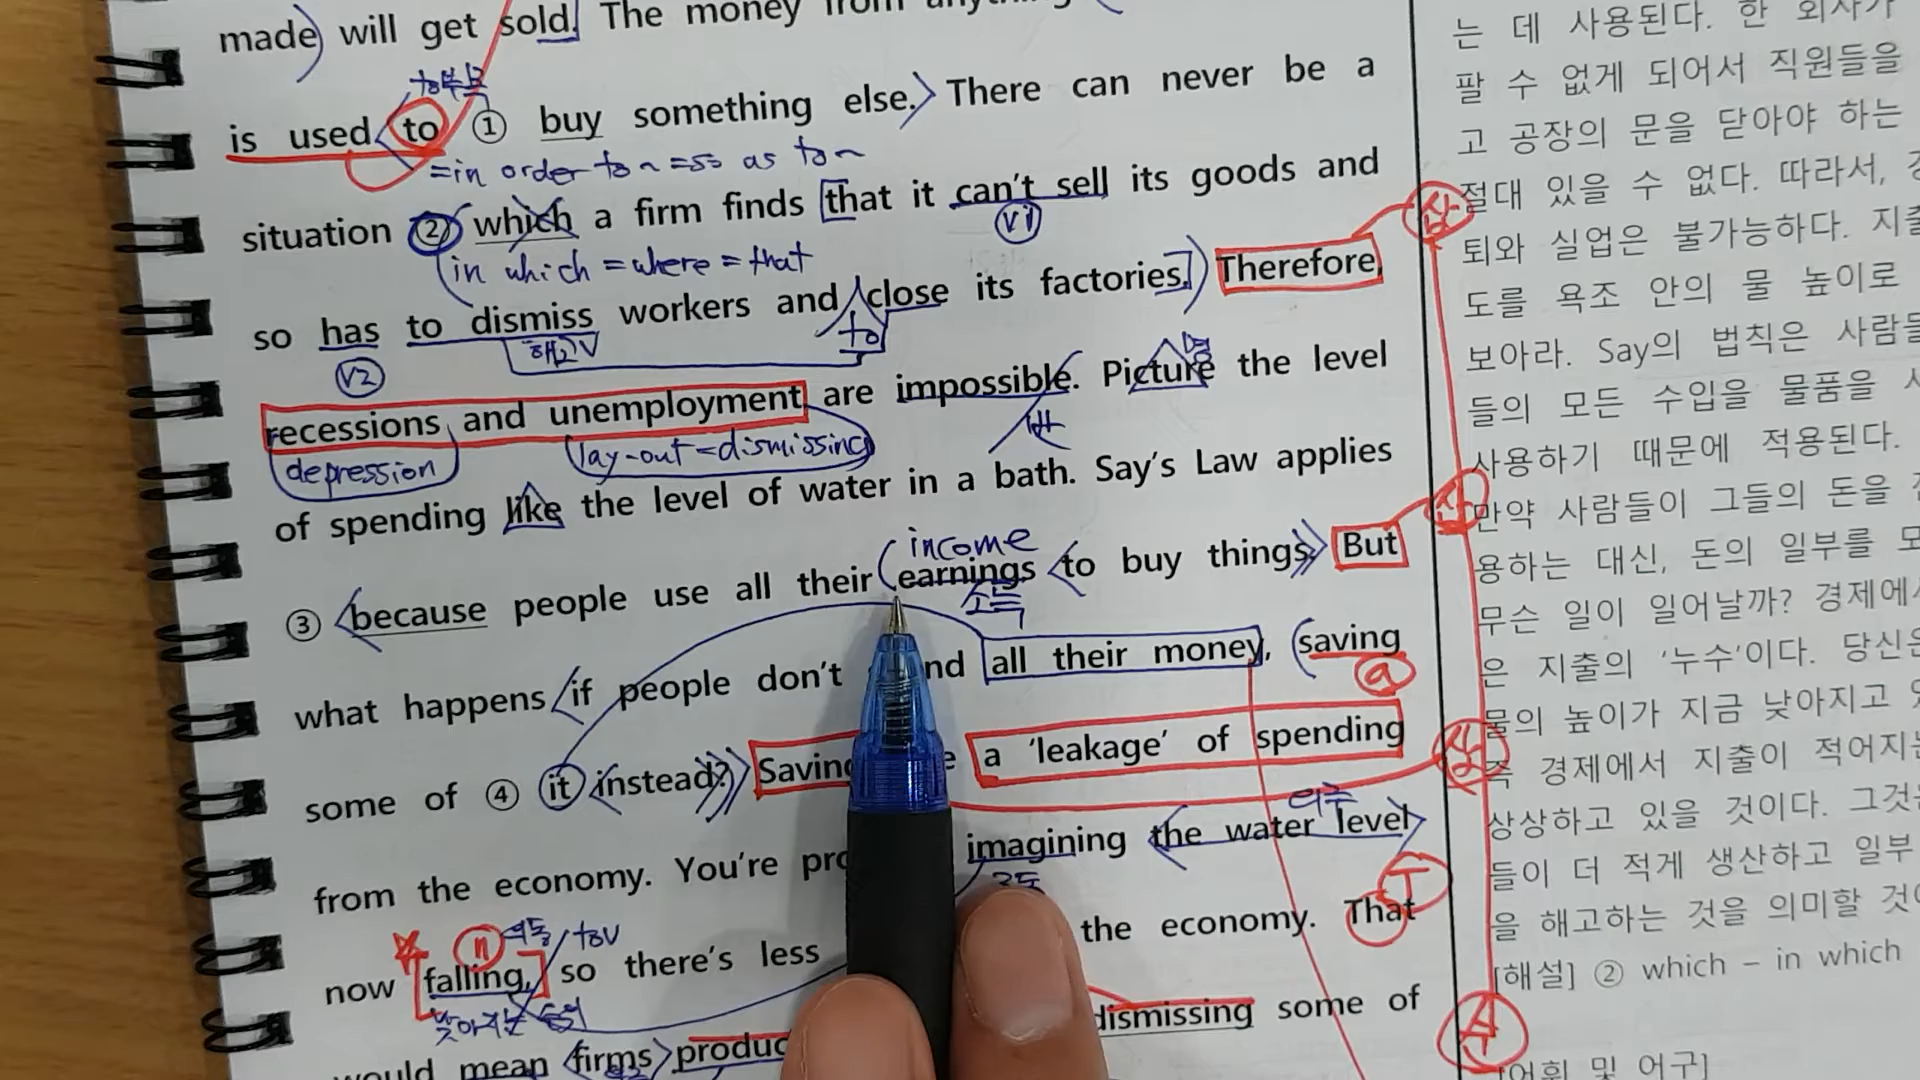 made) will get sold. The money from
to부요
is used to ① buy something else. There can never be a
=in order to ~ =so as to ~
situation ② which a firm finds that it can't sell its goods and
V1
in which = where = that
so has to dismiss workers and close its factories. Therefore,
V2
to
recessions and unemployment are impossible. Picture the level
depression
lay-out = dismissing
of spending like the level of water in a bath. Say's Law applies
income
③ because people use all their earnings to buy things. But
소득
what happens if people don't nd all their money, saving
a
some of ④ it instead? Saving a 'leakage' of spending
from the economy. You're imagining the water level
n
to V
now falling, so there's less the economy. That
T
would mean firms dismissing some of
는 데 사용된다. 한 회사가
팔 수 없게 되어서 직원들을
고 공장의 문을 닫아야 하는
절대 있을 수 없다. 따라서,
퇴와 실업은 불가능하다. 지출
도를 욕조 안의 물 높이로
보아라. Say의 법칙은 사람들
들의 모든 수입을 물품을
사용하기 때문에 적용된다.
만약 사람들이 그들의 돈을
용하는 대신, 돈의 일부를
무슨 일이 일어날까? 경제에서
은 지출의 '누수'이다. 당신은
물의 높이가 지금 낮아지고
즉 경제에서 지출이 적어지는
상상하고 있을 것이다. 그것은
들이 더 적게 생산하고 일부
을 해고하는 것을 의미할 것
[해설] ② which – in which
[어휘 및 어구]